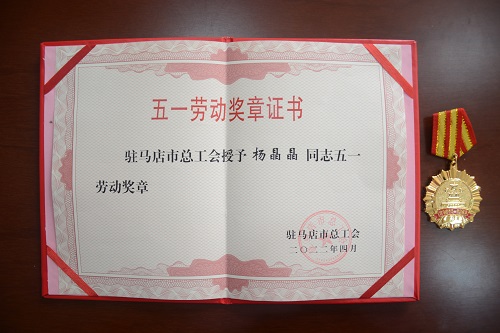 五一劳动奖章证书
驻马店市总工会授予 杨晶晶 同志五一
劳动奖章
驻马店市总工会
二〇二二年四月